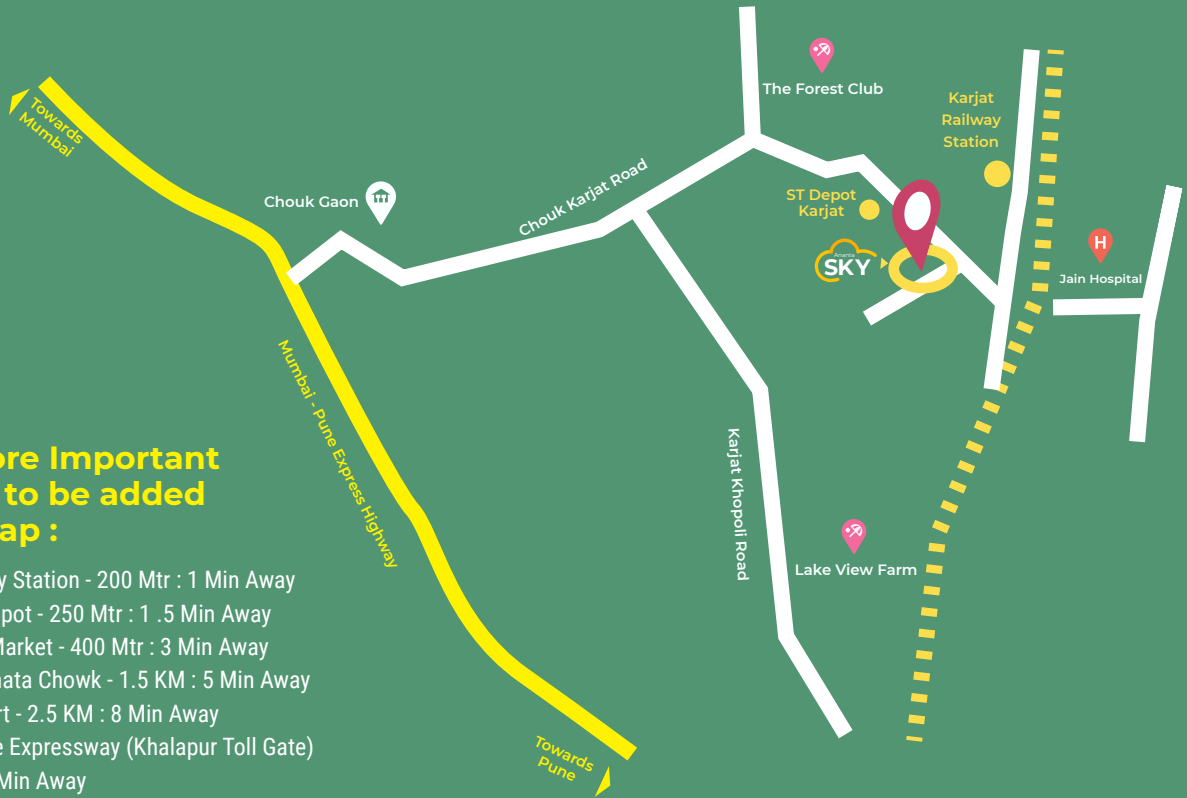 The Forest Club
Karjat
Railway
Station
Towards
Mumbai
Chouk Karjat Road
Chouk Gaon
ST Depot
Karjat
Ananta
SKY
H
Jain Hospital
Mumbai - Pune Express Highway
Karjat Khopoli Road
Lake View Farm
ore Important
to be added
ap :
y Station - 200 Mtr : 1 Min Away
pot - 250 Mtr : 1 .5 Min Away
Market - 400 Mtr : 3 Min Away
ata Chowk - 1.5 KM : 5 Min Away
rt - 2.5 KM : 8 Min Away
e Expressway (Khalapur Toll Gate)
Min Away
Towards
Pune